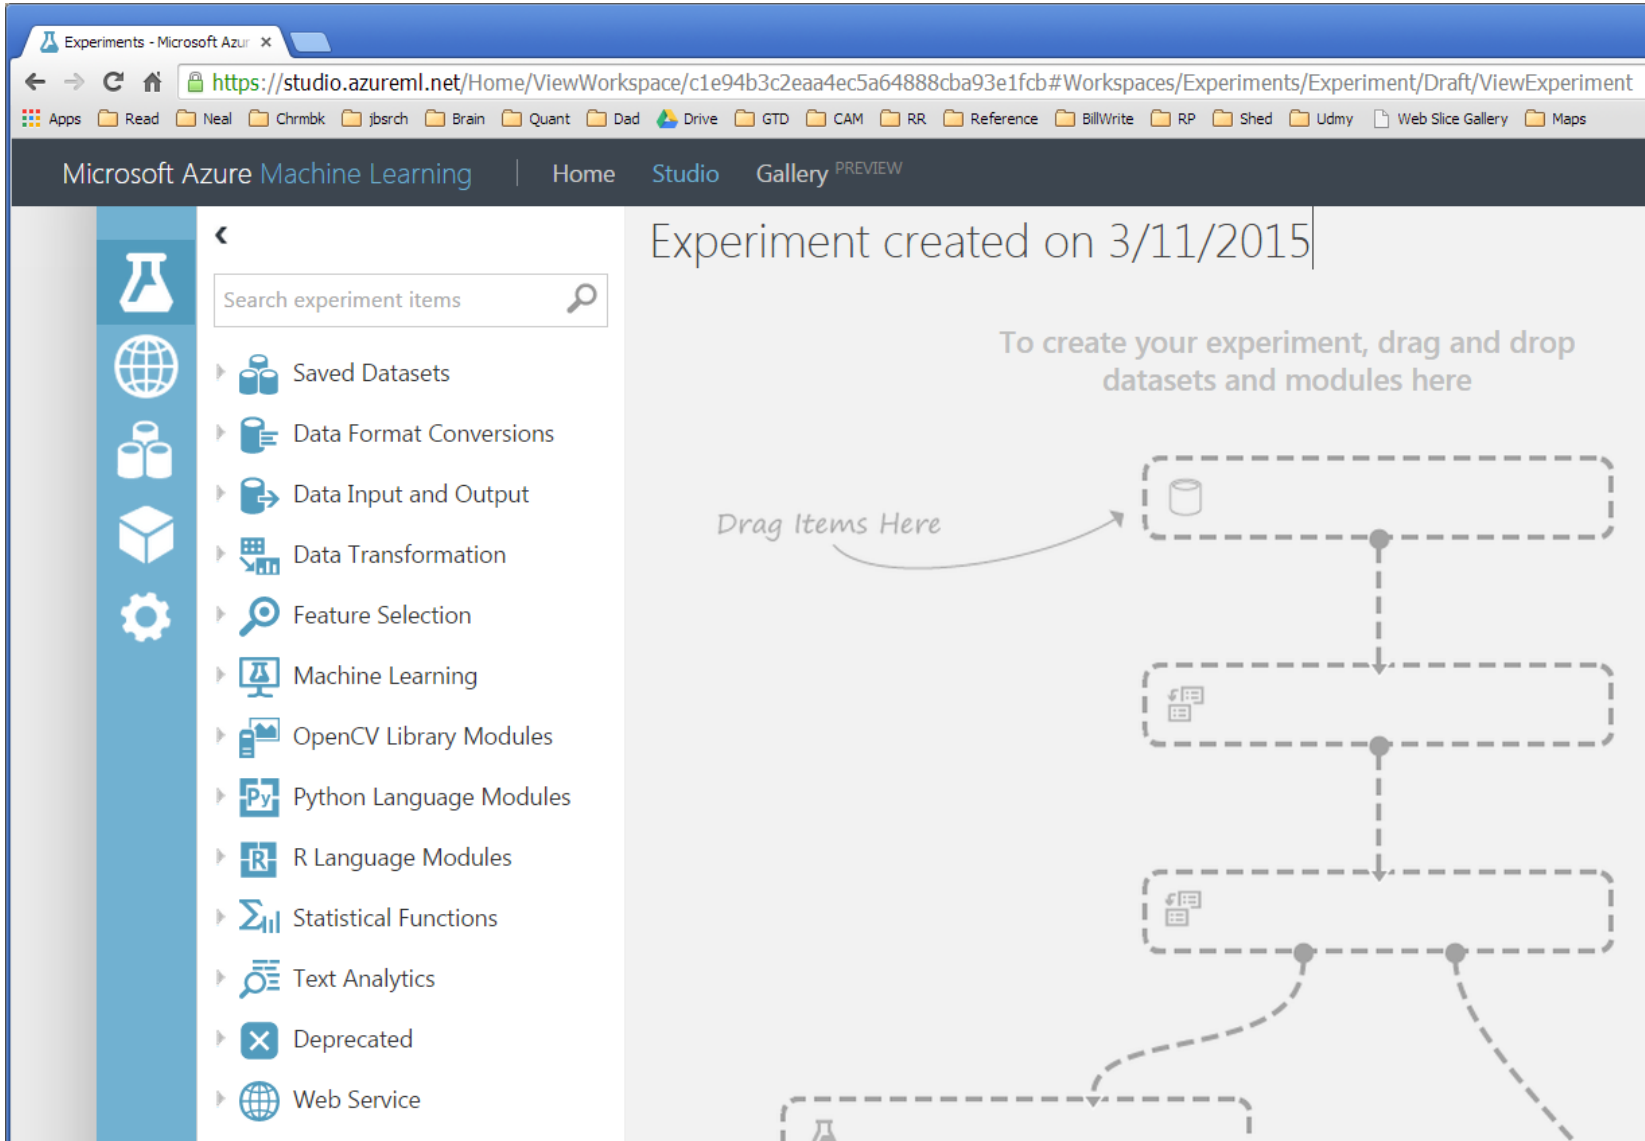 Experiments - Microsoft Azur
https://studio.azureml.net/Home/ViewWorkspace/c1e94b3c2eaa4ec5a64888cba93e1fcb#Workspaces/Experiments/Experiment/Draft/ViewExperiment
Apps Read Neal Chrmbk jbsrch Brain Quant Dad Drive GTD CAM RR Reference BillWrite RP Shed Udmy Web Slice Gallery Maps
Microsoft Azure Machine Learning Home Studio Gallery PREVIEW
Experiment created on 3/11/2015
Search experiment items
To create your experiment, drag and drop
datasets and modules here
Saved Datasets
Data Format Conversions
Data Input and Output
Drag Items Here
Data Transformation
Feature Selection
Machine Learning
OpenCV Library Modules
Py
Python Language Modules
R
R Language Modules
Statistical Functions
Text Analytics
Deprecated
Web Service